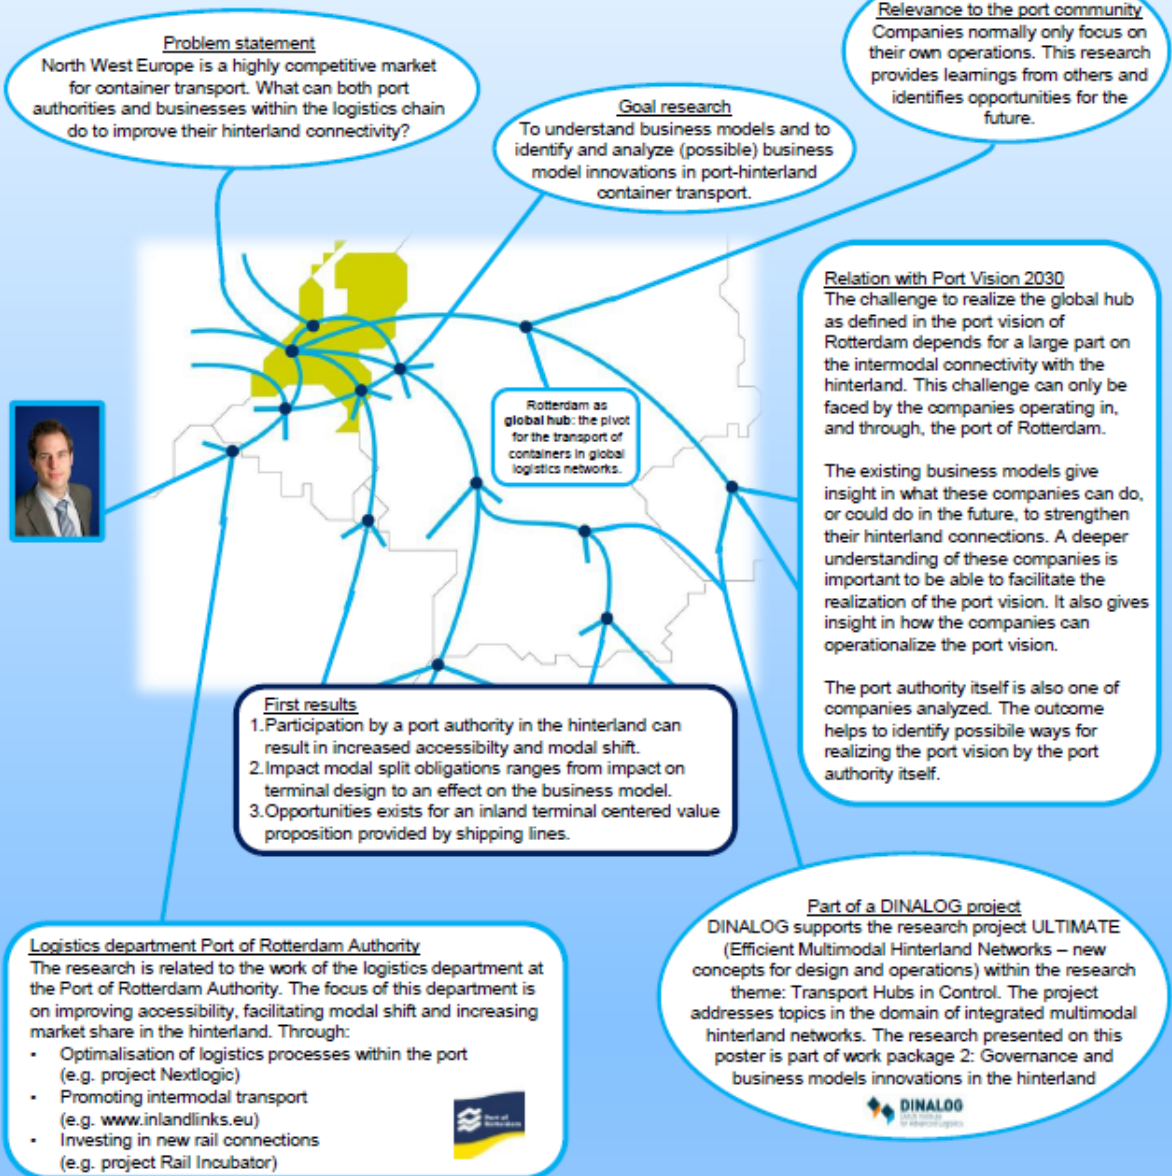 Problem statement
North West Europe is a highly competitive market
for container transport. What can both port
authorities and businesses within the logistics chain
do to improve their hinterland connectivity?
Goal research
To understand business models and to
identify and analyze (possible) business
model innovations in port-hinterland
container transport.
Relevance to the port community
Companies normally only focus on
their own operations. This research
provides learnings from others and
identifies opportunities for the
future.
Relation with Port Vision 2030
The challenge to realize the global hub
as defined in the port vision of
Rotterdam depends for a large part on
the intermodal connectivity with the
hinterland. This challenge can only be
faced by the companies operating in,
and through, the port of Rotterdam.
The existing business models give
insight in what these companies can do,
or could do in the future, to strengthen
their hinterland connections. A deeper
understanding of these companies is
important to be able to facilitate the
realization of the port vision. It also gives
insight in how the companies can
operationalize the port vision.
The port authority itself is also one of
companies analyzed. The outcome
helps to identify possibile ways for
realizing the port vision by the port
authority itself.
Rotterdam as
global hub: the pivot
for the transport of
containers in global
logistics networks.
First results
1.Participation by a port authority in the hinterland can
result in increased accessibilty and modal shift.
2.Impact modal split obligations ranges from impact on
terminal design to an effect on the business model.
3.Opportunities exists for an inland terminal centered value
proposition provided by shipping lines.
Logistics department Port of Rotterdam Authority
The research is related to the work of the logistics department at
the Port of Rotterdam Authority. The focus of this department is
on improving accessibility, facilitating modal shift and increasing
market share in the hinterland. Through:
• Optimalisation of logistics processes within the port
(e.g. project Nextlogic)
• Promoting intermodal transport
(e.g. www.inlandlinks.eu)
• Investing in new rail connections
(e.g. project Rail Incubator)
Port of
Rotterdam
Part of a DINALOG project
DINALOG supports the research project ULTIMATE
(Efficient Multimodal Hinterland Networks – new
concepts for design and operations) within the research
theme: Transport Hubs in Control. The project
addresses topics in the domain of integrated multimodal
hinterland networks. The research presented on this
poster is part of work package 2: Governance and
business models innovations in the hinterland
DINALOG